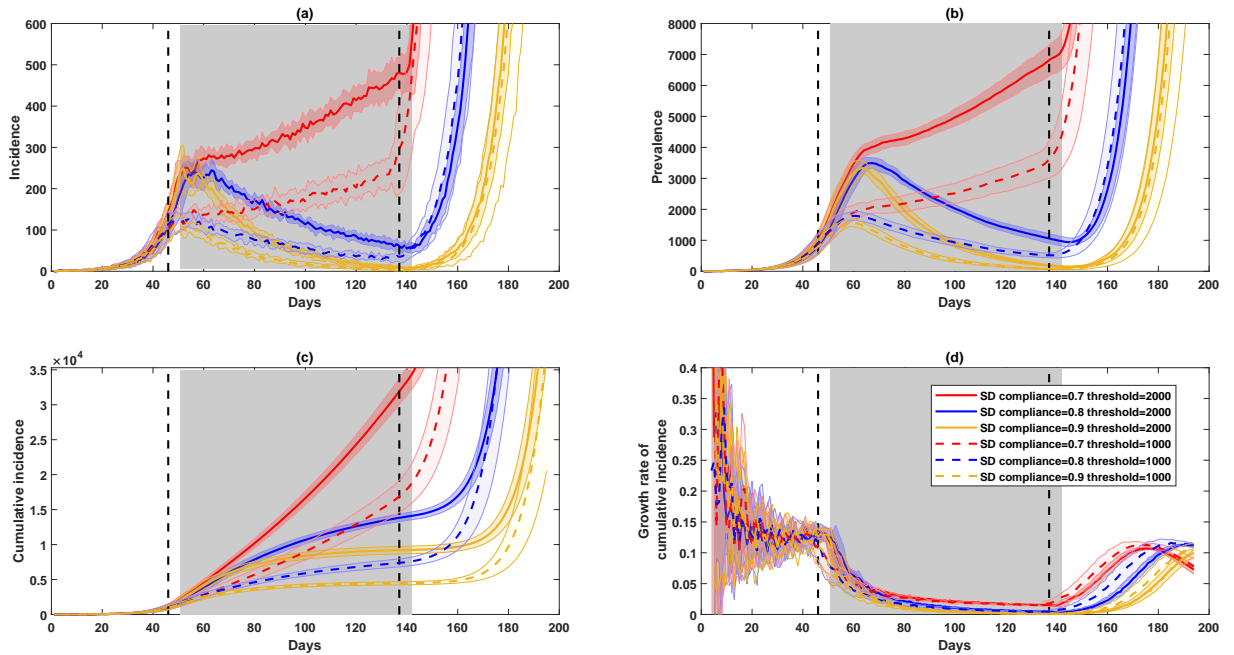 (a)
600
500
400
300
200
100
0
Incidence
0 20 40 60 80 100 120 140 160 180 200
Days
(b)
8000
7000
6000
5000
4000
3000
2000
1000
0
Prevalence
0 20 40 60 80 100 120 140 160 180 200
Days
(c)
×10⁴
3.5
3
2.5
2
1.5
1
0.5
0
Cumulative incidence
0 20 40 60 80 100 120 140 160 180 200
Days
(d)
0.4
0.35
0.3
0.25
0.2
0.15
0.1
0.05
0
Growth rate of
cumulative incidence
SD compliance=0.7 threshold=2000
SD compliance=0.8 threshold=2000
SD compliance=0.9 threshold=2000
SD compliance=0.7 threshold=1000
SD compliance=0.8 threshold=1000
SD compliance=0.9 threshold=1000
0 20 40 60 80 100 120 140 160 180 200
Days